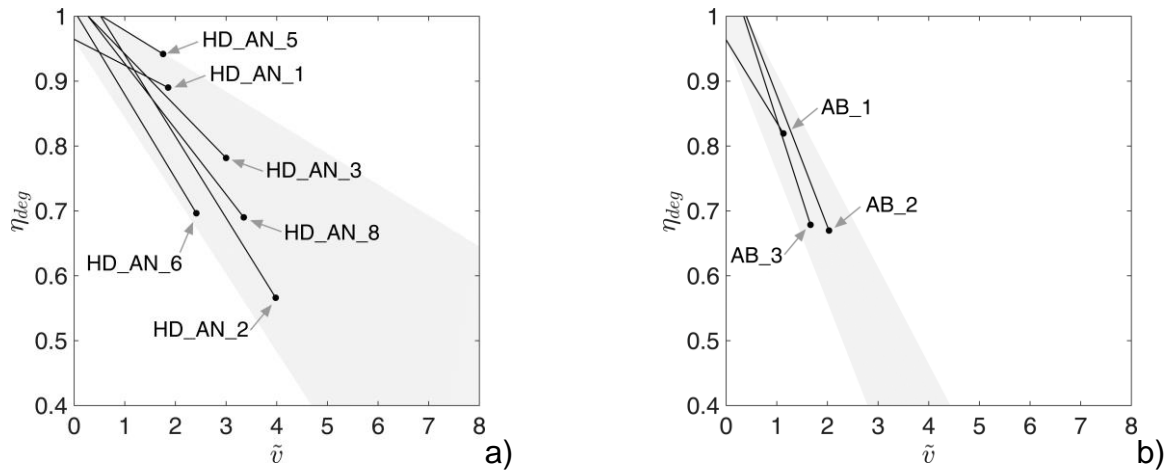 1
0.9
0.8
0.7
0.6
0.5
0.4
η_deg
HD_AN_5
HD_AN_1
HD_AN_3
HD_AN_8
HD_AN_6
HD_AN_2
0 1 2 3 4 5 6 7 8
ṽ
a)
1
0.9
0.8
0.7
0.6
0.5
0.4
η_deg
AB_1
AB_2
AB_3
0 1 2 3 4 5 6 7 8
ṽ
b)